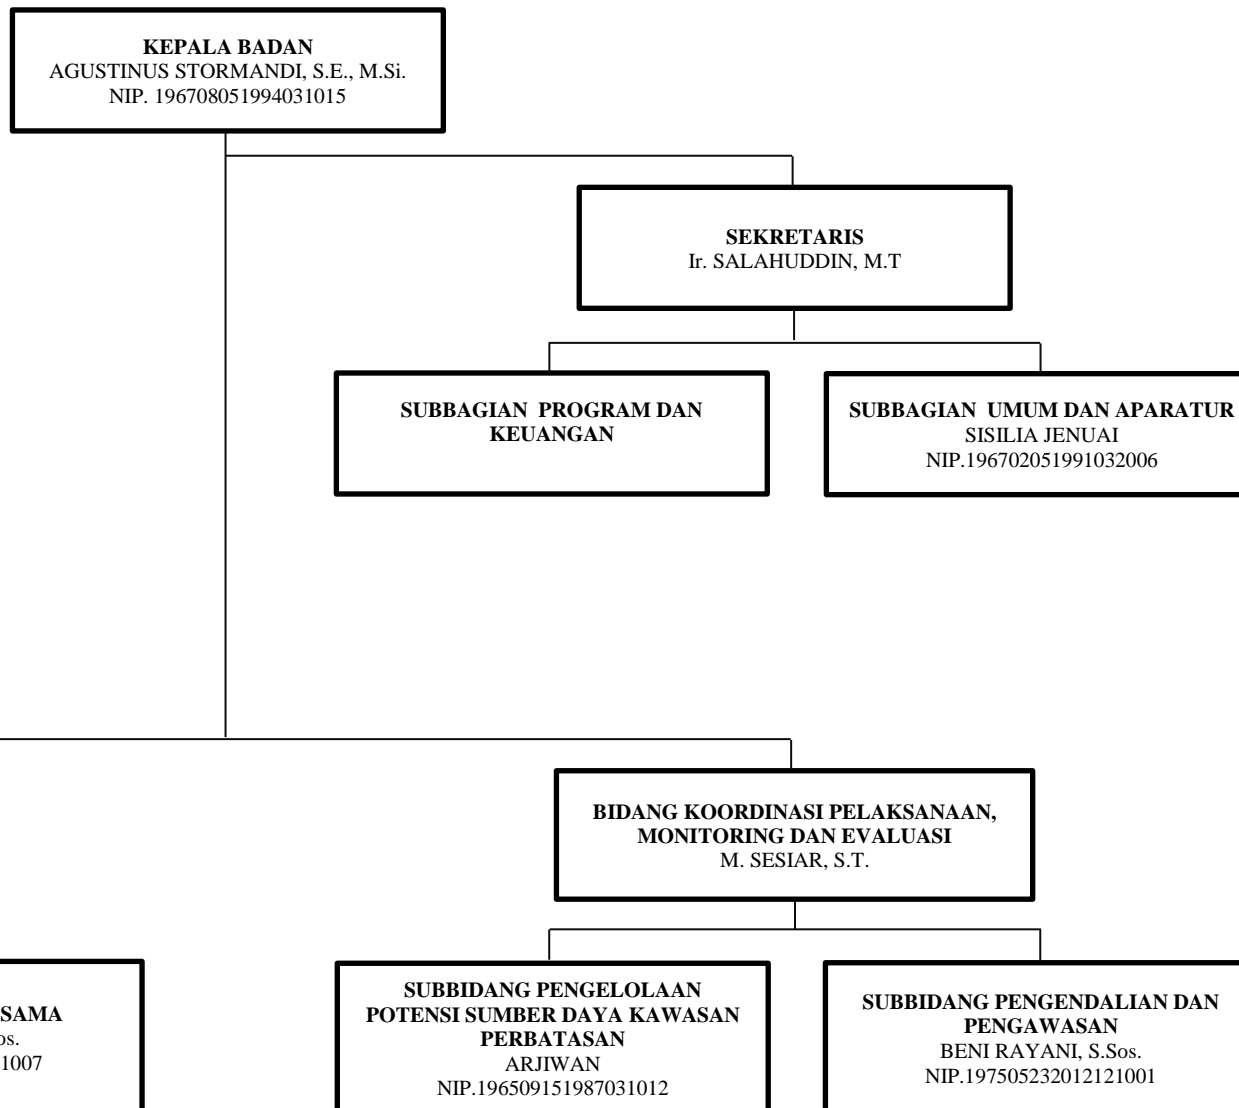 KEPALA BADAN
AGUSTINUS STORMANDI, S.E., M.Si.
NIP. 196708051994031015
SEKRETARIS
Ir. SALAHUDDIN, M.T
SUBBAGIAN PROGRAM DAN
KEUANGAN
SUBBAGIAN UMUM DAN APARATUR
SISILIA JENUAI
NIP.196702051991032006
BIDANG KOORDINASI PELAKSANAAN,
MONITORING DAN EVALUASI
M. SESIAR, S.T.
SAMA
os.
1007
SUBBIDANG PENGELOLAAN
POTENSI SUMBER DAYA KAWASAN
PERBATASAN
ARJIWAN
NIP.196509151987031012
SUBBIDANG PENGENDALIAN DAN
PENGAWASAN
BENI RAYANI, S.Sos.
NIP.197505232012121001